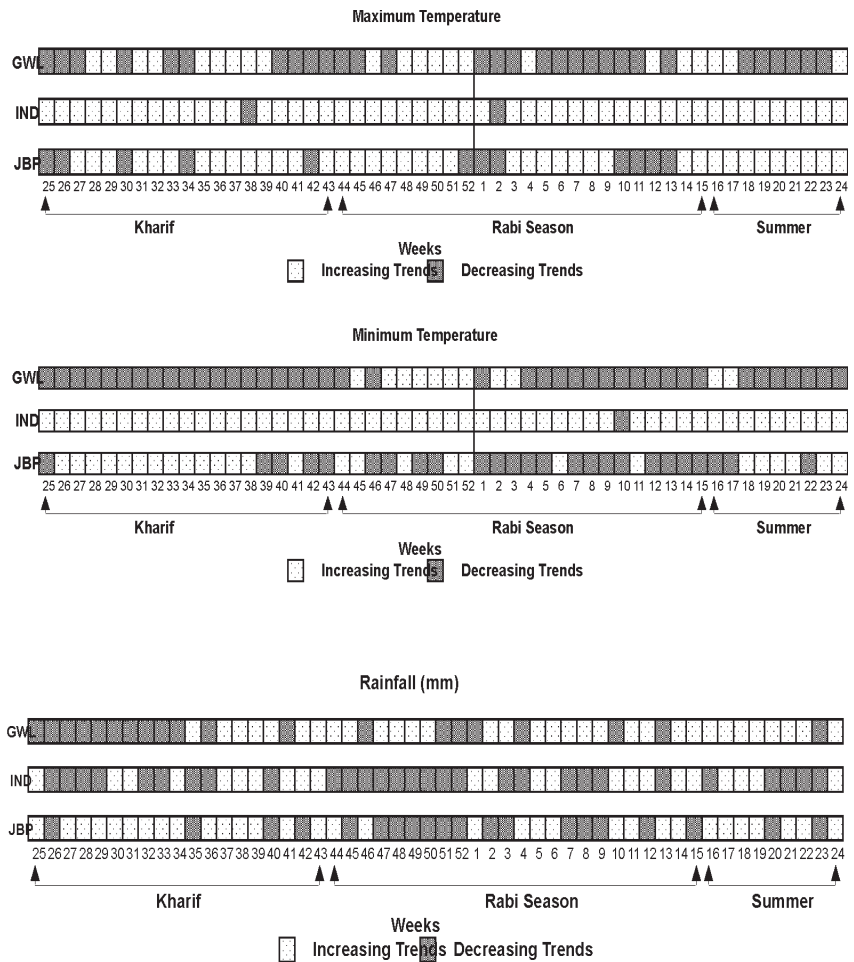 Maximum Temperature
GWL
IND
JBP
25 26 27 28 29 30 31 32 33 34 35 36 37 38 39 40 41 42 43 44 45 46 47 48 49 50 51 52 1 2 3 4 5 6 7 8 9 10 11 12 13 14 15 16 17 18 19 20 21 22 23 24
Kharif Rabi Season Summer
Weeks
Increasing Trends Decreasing Trends
Minimum Temperature
GWL
IND
JBP
25 26 27 28 29 30 31 32 33 34 35 36 37 38 39 40 41 42 43 44 45 46 47 48 49 50 51 52 1 2 3 4 5 6 7 8 9 10 11 12 13 14 15 16 17 18 19 20 21 22 23 24
Kharif Rabi Season Summer
Weeks
Increasing Trends Decreasing Trends
Rainfall (mm)
GWL
IND
JBP
25 26 27 28 29 30 31 32 33 34 35 36 37 38 39 40 41 42 43 44 45 46 47 48 49 50 51 52 1 2 3 4 5 6 7 8 9 10 11 12 13 14 15 16 17 18 19 20 21 22 23 24
Kharif Rabi Season Summer
Weeks
Increasing Trends Decreasing Trends